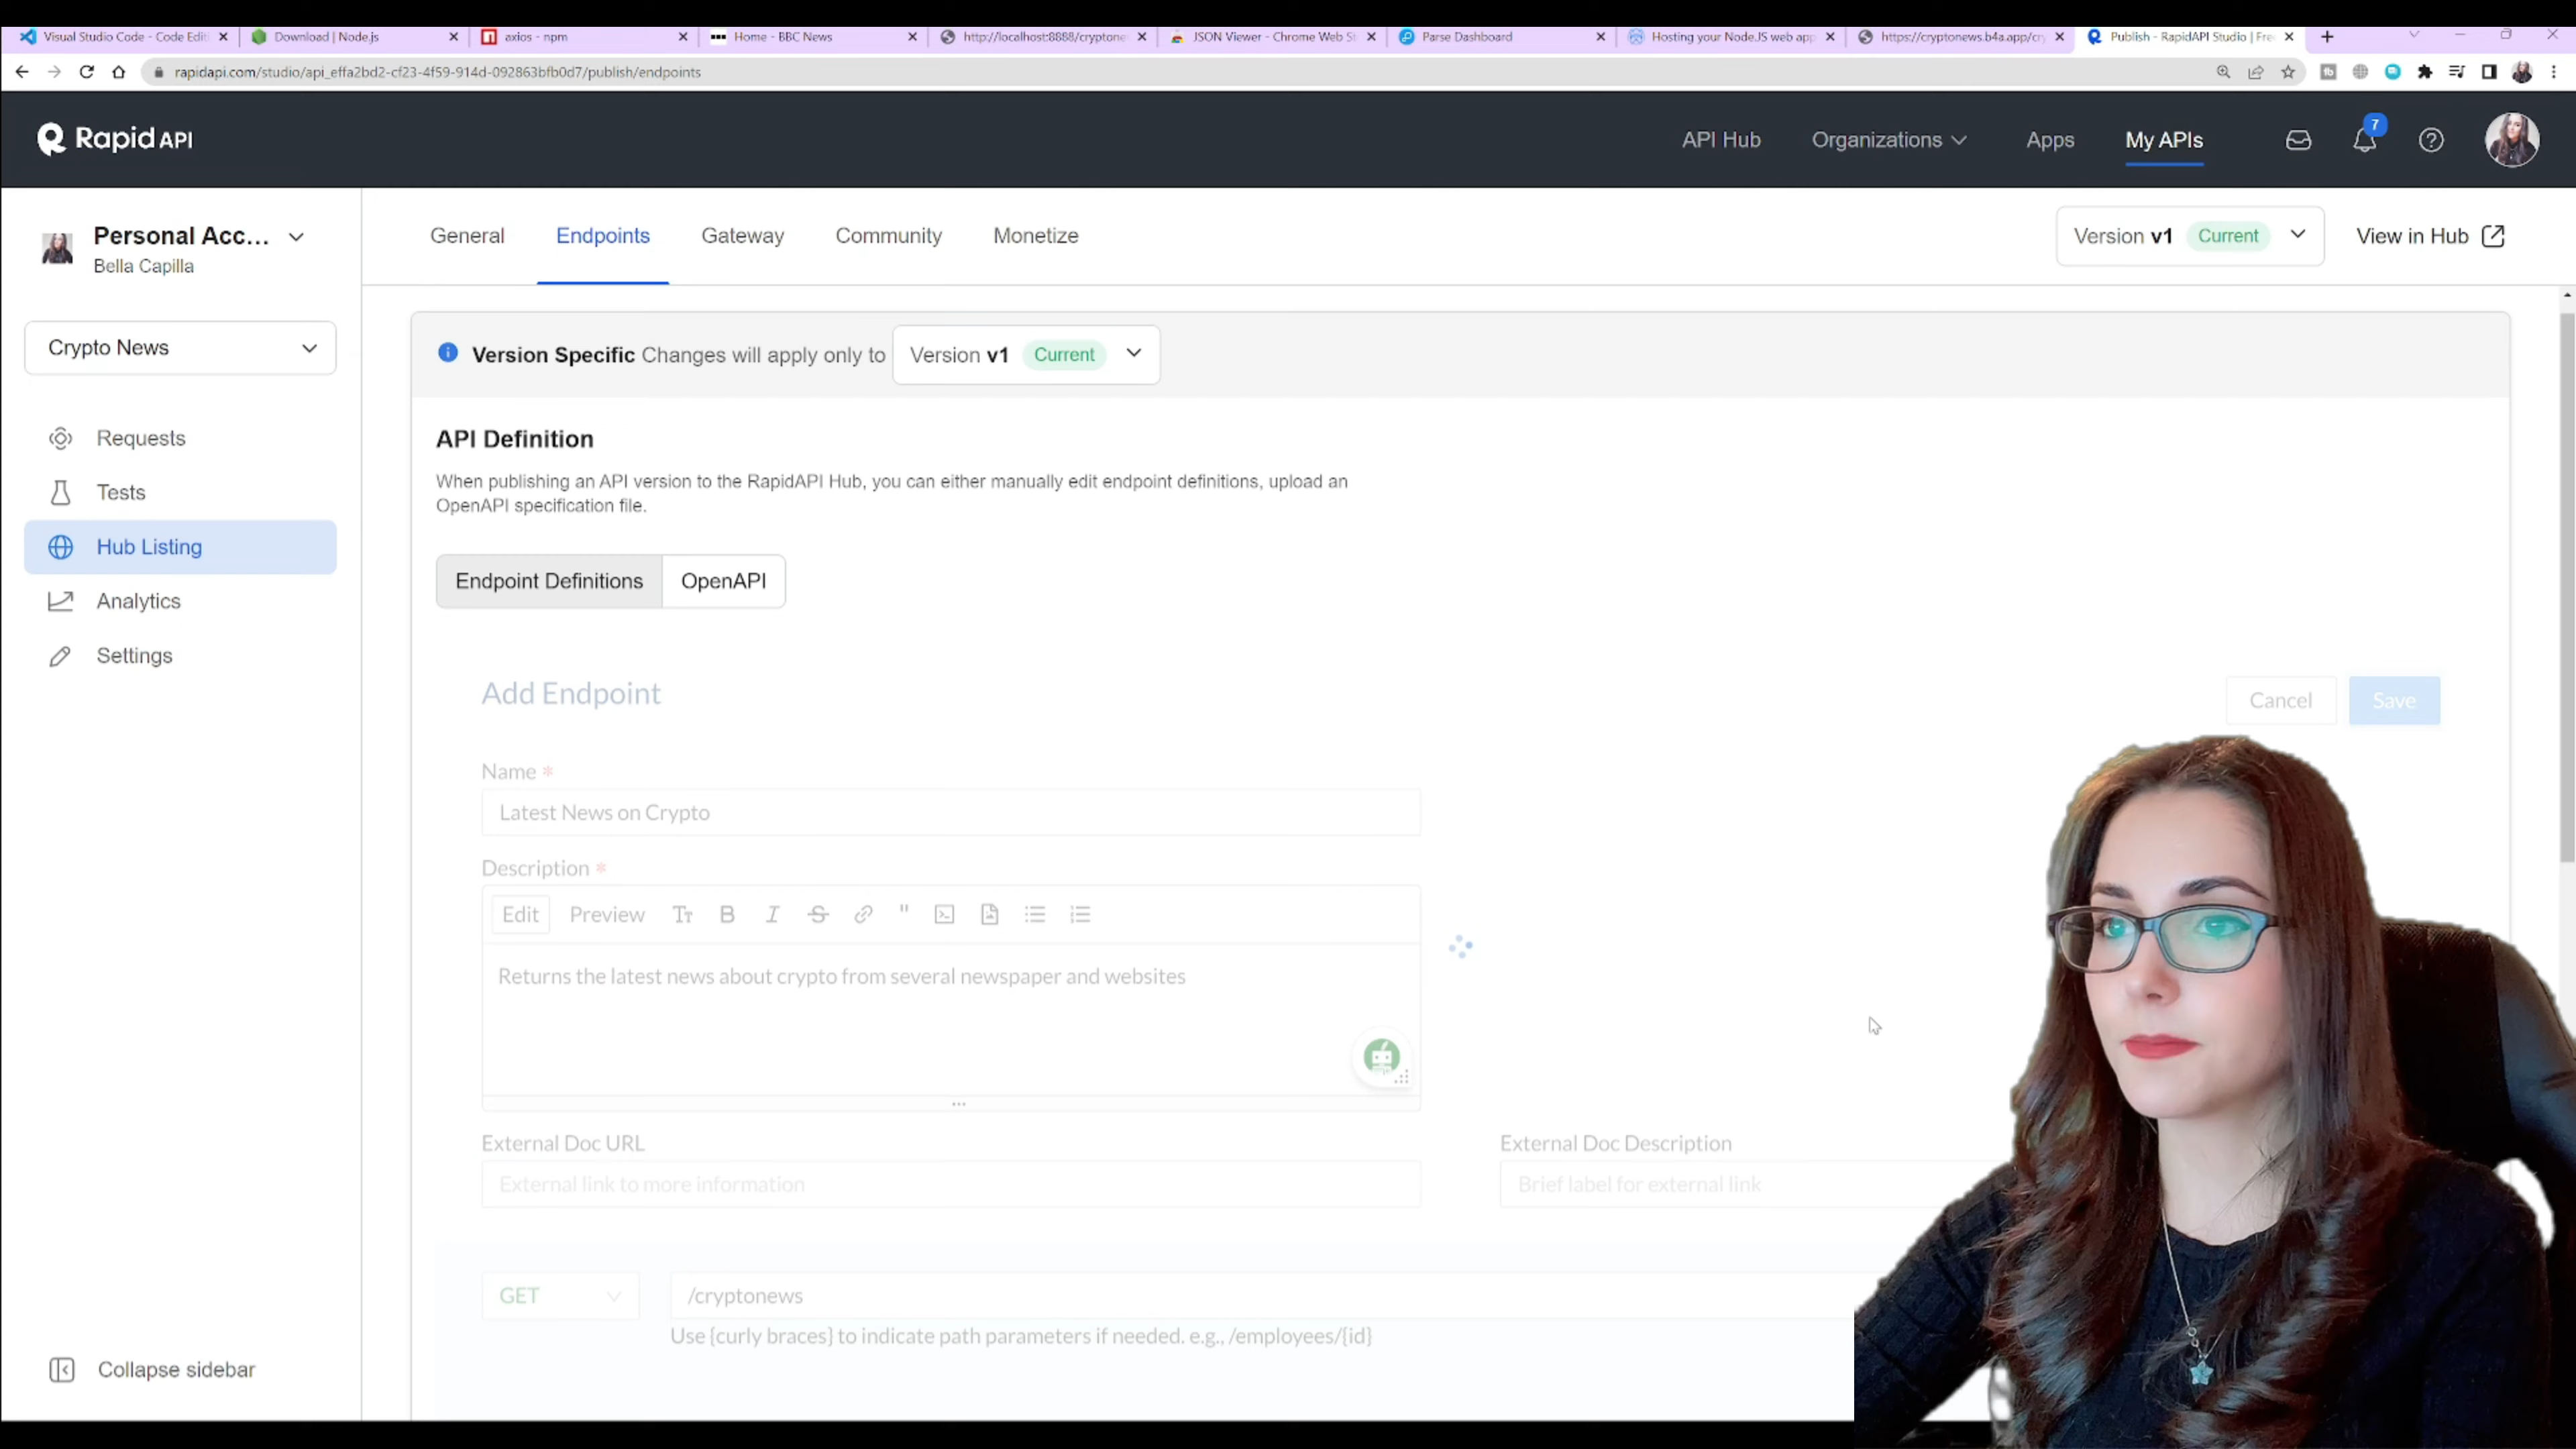 Visual Studio Code - Code Edit
Download | Node.js
axios - npm
Home - BBC News
http://localhost:8888/cryptone
JSON Viewer - Chrome Web St
Parse Dashboard
Hosting your Node.JS web app
https://cryptonews.b4a.app/cry
Publish - RapidAPI Studio | Free
rapidapi.com/studio/api_effa2bd2-cf23-4f59-914d-092863bfb0d7/publish/endpoints
Rapid API
API Hub
Organizations
Apps
My APIs
7
Personal Acc...
Bella Capilla
General
Endpoints
Gateway
Community
Monetize
Version v1 Current
View in Hub
Crypto News
Requests
Tests
Hub Listing
Analytics
Settings
Collapse sidebar
Version Specific Changes will apply only to Version v1 Current
API Definition
When publishing an API version to the RapidAPI Hub, you can either manually edit endpoint definitions, upload an
OpenAPI specification file.
Endpoint Definitions
OpenAPI
Add Endpoint
Cancel
Save
Name *
Latest News on Crypto
Description *
Edit
Preview
Returns the latest news about crypto from several newspaper and websites
External Doc URL
External link to more information
External Doc Description
Brief label for external link
GET
/cryptonews
Use {curly braces} to indicate path parameters if needed. e.g., /employees/{id}